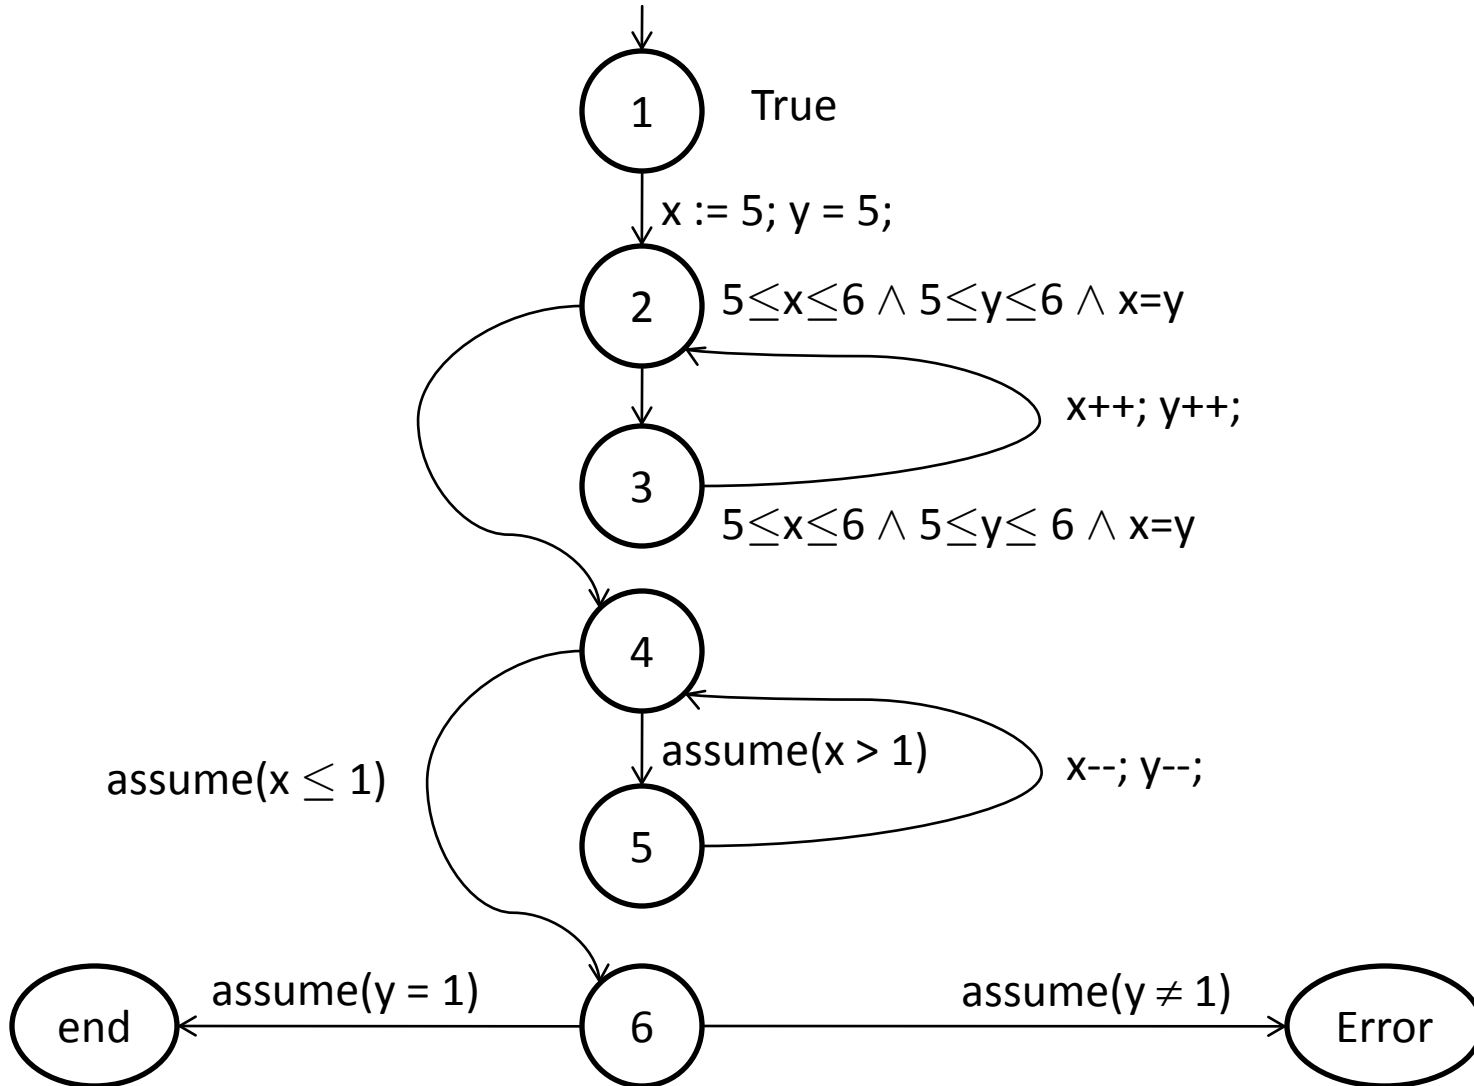 1 True
x := 5; y = 5;
2 5≤x≤6 ∧ 5≤y≤6 ∧ x=y
x++; y++;
3
5≤x≤6 ∧ 5≤y≤ 6 ∧ x=y
4
assume(x > 1)
x--; y--;
assume(x ≤ 1)
5
assume(y = 1)
assume(y ≠ 1)
end
6
Error